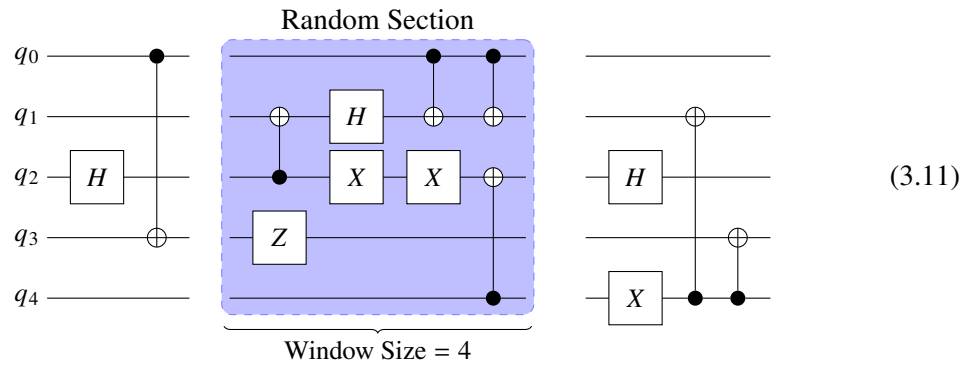 Random Section
q0
q1 H
q2 H X X H (3.11)
q3 Z
q4 X
Window Size = 4